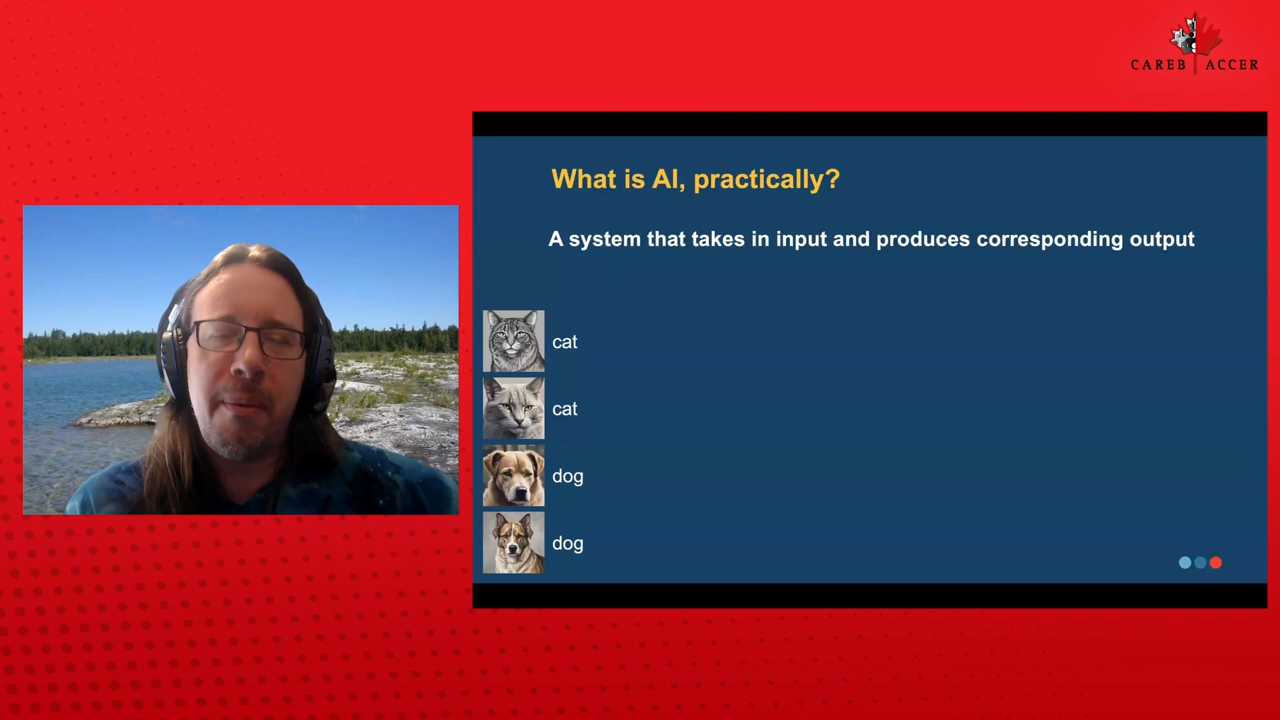 CAREB ACCER
What is AI, practically?
A system that takes in input and produces corresponding output
cat
cat
dog
dog